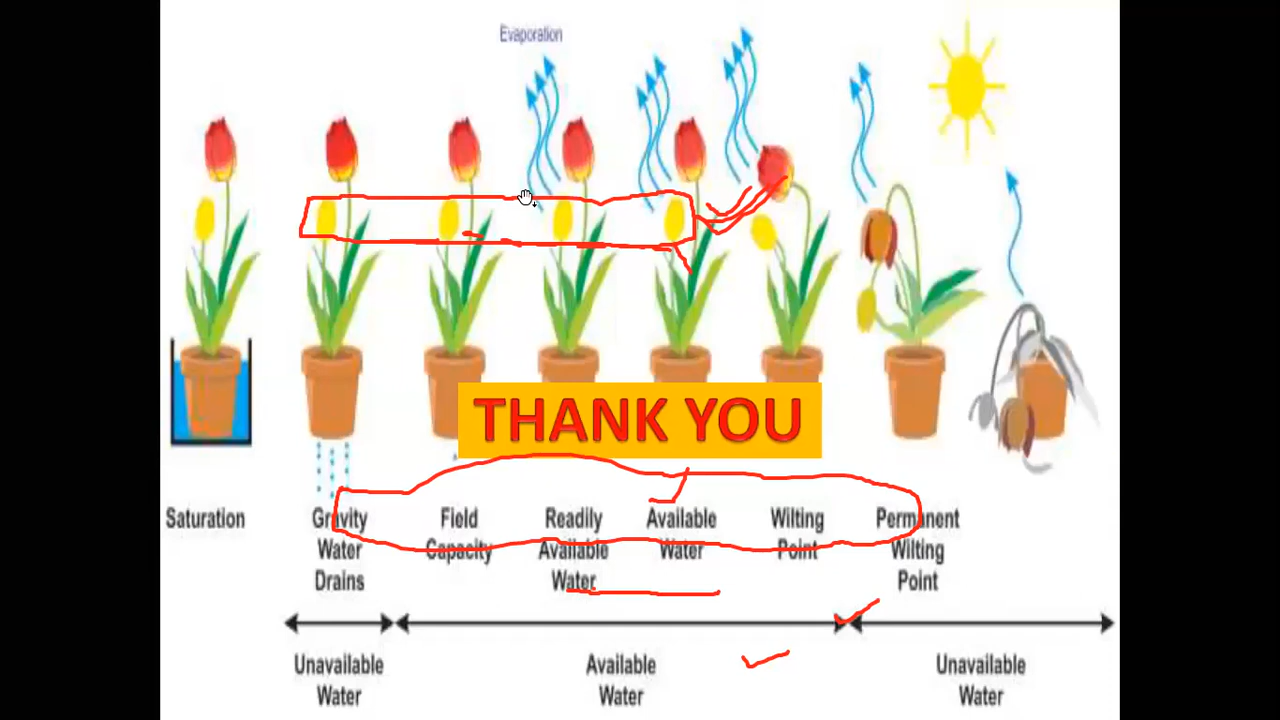 Evaporation
THANK YOU
Saturation
Gravity
Water
Drains
Field
Capacity
Readily
Available
Water
Available
Water
Wilting
Point
Permanent
Wilting
Point
Unavailable
Water
Available
Water
Unavailable
Water